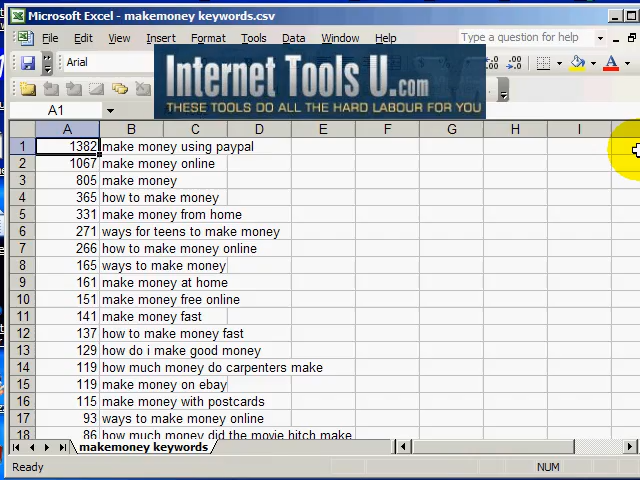 Microsoft Excel - makemoney keywords.csv
File Edit View Insert Format Tools Data Window Help Type a question for help
Arial
Internet Tools U.com
THESE TOOLS DO ALL THE HARD LABOUR FOR YOU
A1
A B C D E F G H I
1 1382 make money using paypal
2 1067 make money online
3 805 make money
4 365 how to make money
5 331 make money from home
6 271 ways for teens to make money
7 266 how to make money online
8 165 ways to make money
9 161 make money at home
10 151 make money free online
11 141 make money fast
12 137 how to make money fast
13 129 how do i make good money
14 119 how much money do carpenters make
15 119 make money on ebay
16 115 make money with postcards
17 93 ways to make money online
18 86 how much money did the movie hitch make
makemoney keywords
Ready NUM